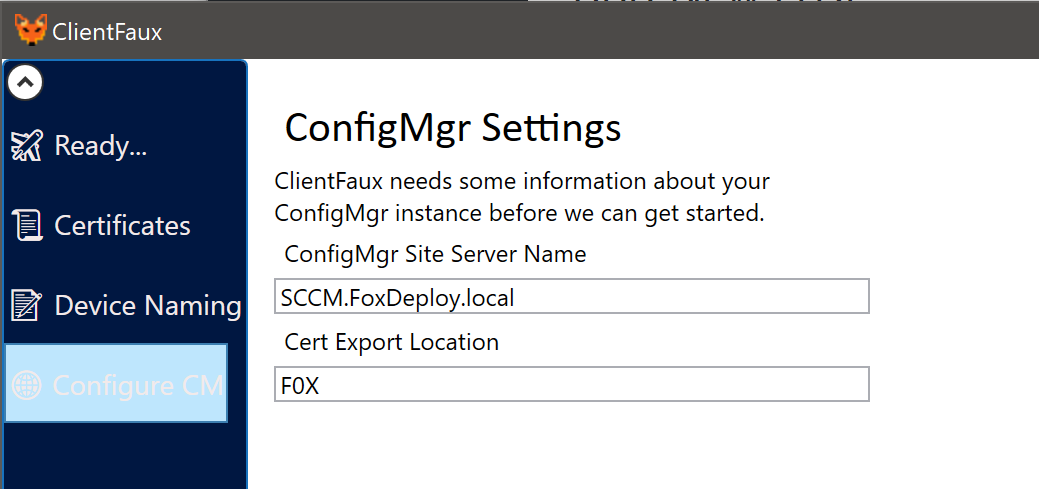 ClientFaux
Ready...
Certificates
Device Naming
Configure CM
ConfigMgr Settings
ClientFaux needs some information about your
ConfigMgr instance before we can get started.
ConfigMgr Site Server Name
SCCM.FoxDeploy.local
Cert Export Location
F0X